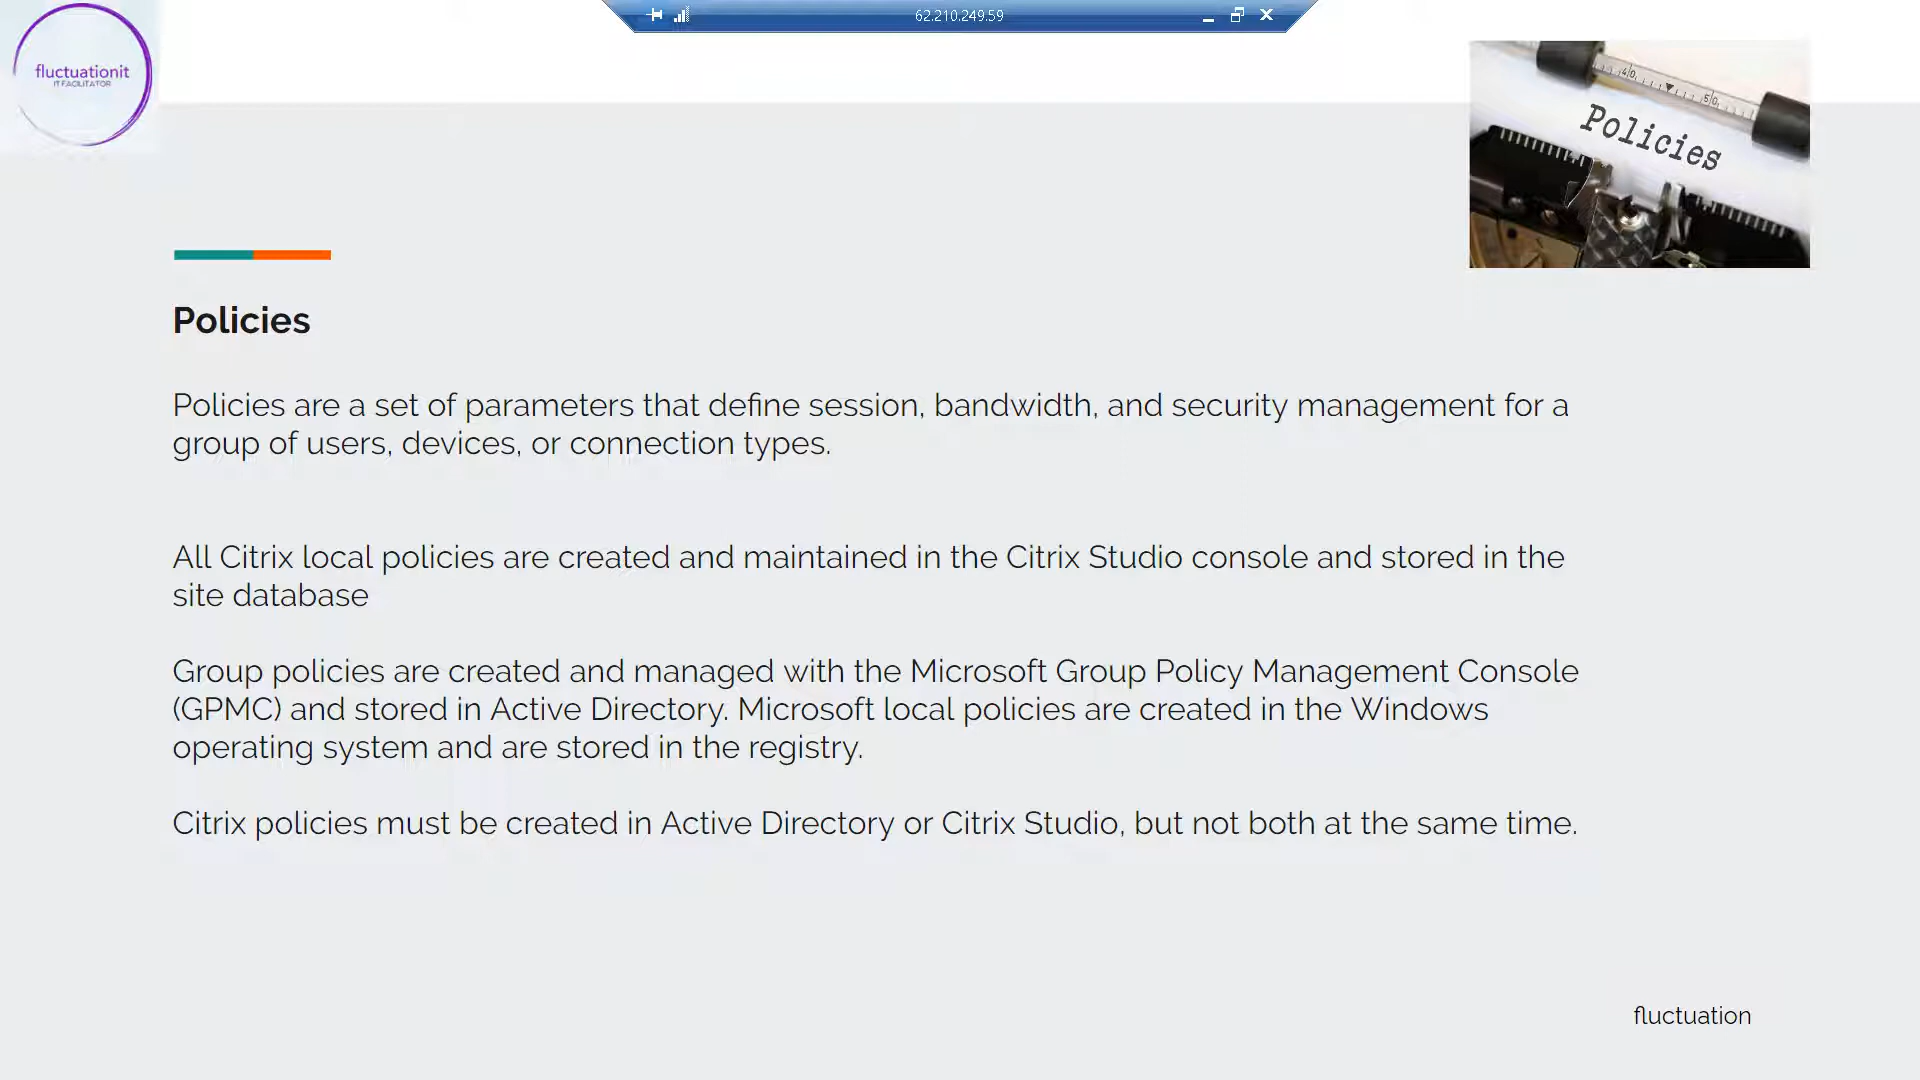 62.210.249.59
fluctuationit
IT FACILITATOR
40
50
Policies
Policies
Policies are a set of parameters that define session, bandwidth, and security management for a
group of users, devices, or connection types.
All Citrix local policies are created and maintained in the Citrix Studio console and stored in the
site database
Group policies are created and managed with the Microsoft Group Policy Management Console
(GPMC) and stored in Active Directory. Microsoft local policies are created in the Windows
operating system and are stored in the registry.
Citrix policies must be created in Active Directory or Citrix Studio, but not both at the same time.
fluctuation